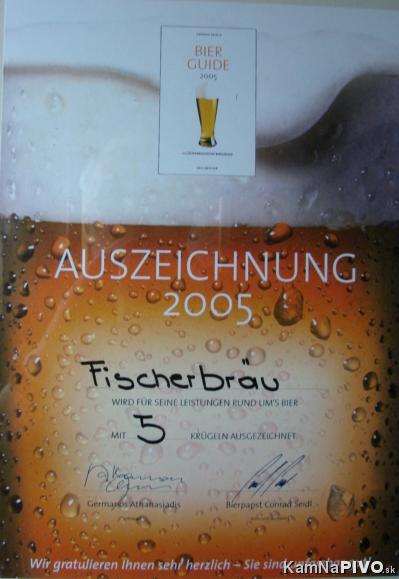 BIER
GUIDE
2005
AUSZEICHNUNG
2005
Fischerbräu
WIRD FÜR SEINE LEISTUNGEN RUND UM'S BIER
MIT 5 KRÜGELN AUSGEZEICHNET
Germanos Athanasiadis
Bierpapst Conrad Seidl
Wir gratulieren Ihnen sehr herzlich – Sie sind
KamNaPIVO.sk